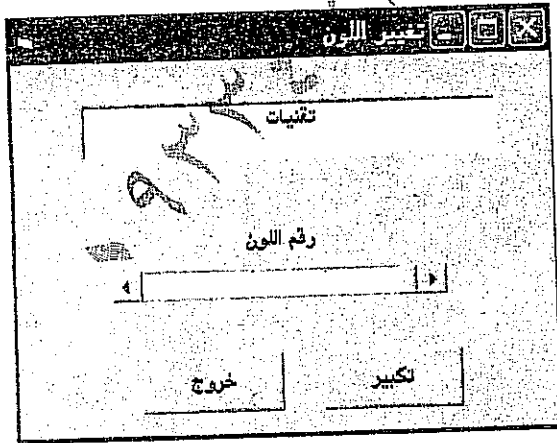 تغيير اللون
تقنيات
رقم اللون
تكبير
خروج